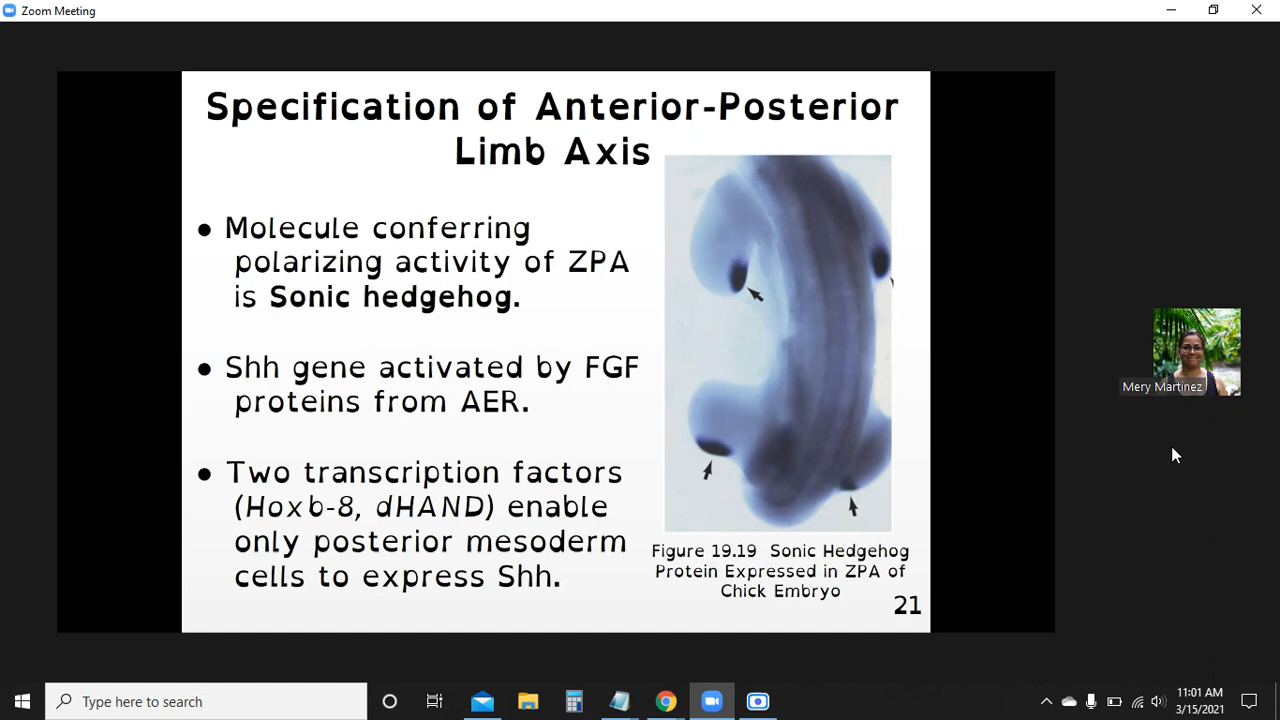 Zoom Meeting
Specification of Anterior-Posterior
Limb Axis
● Molecule conferring
polarizing activity of ZPA
is Sonic hedgehog.
● Shh gene activated by FGF
proteins from AER.
● Two transcription factors
(Hoxb-8, dHAND) enable
only posterior mesoderm
cells to express Shh.
Figure 19.19 Sonic Hedgehog
Protein Expressed in ZPA of
Chick Embryo
21
Mery Martinez
Type here to search
11:01 AM
3/15/2021